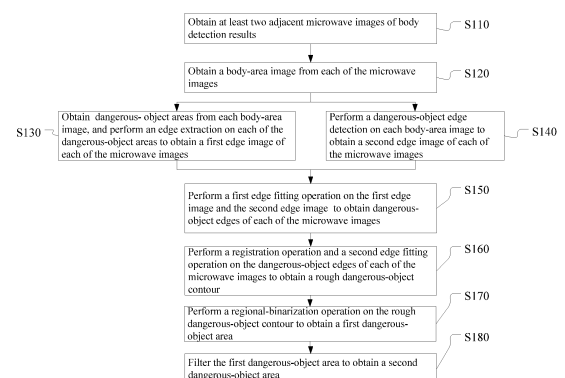 Obtain at least two adjacent microwave images of body
detection results
S110
Obtain a body-area image from each of the microwave
images
S120
S130
Obtain dangerous- object areas from each body-area
image, and perform an edge extraction on each of the
dangerous-object areas to obtain a first edge image of
each of the microwave images
Perform a dangerous-object edge
detection on each body-area image to
obtain a second edge image of each of
the microwave images
S140
Perform a first edge fitting operation on the first edge
image and the second edge image to obtain dangerous-
object edges of each of the microwave images
S150
Perform a registration operation and a second edge fitting
operation on the dangerous-object edges of each of the
microwave images to obtain a rough dangerous-object
contour
S160
Perform a regional-binarization operation on the rough
dangerous-object contour to obtain a first dangerous-
object area
S170
Filter the first dangerous-object area to obtain a second
dangerous-object area
S180